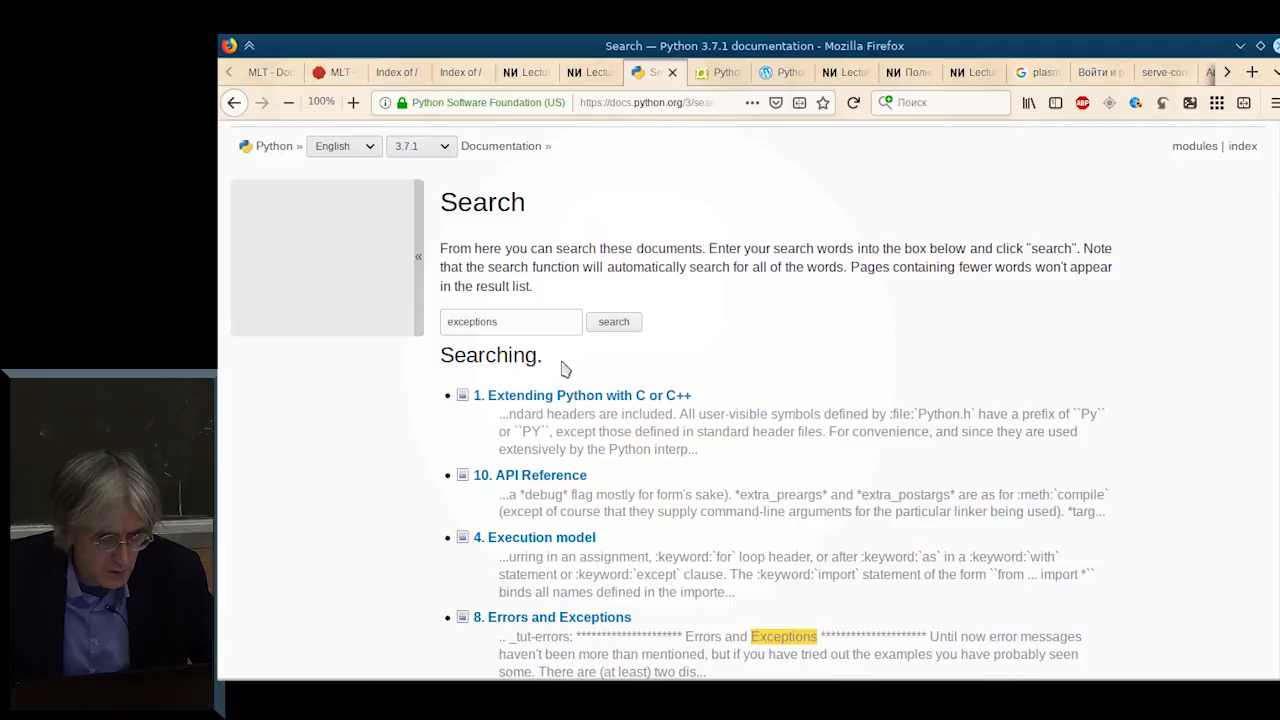 Search — Python 3.7.1 documentation - Mozilla Firefox
MLT - Doc
MLT -
Index of /
Index of /
Lectur
Lectu
Se
Pytho
Pytho
Lectur
Полн
Lectur
plasm
Войти и р
serve-con
100%
Python Software Foundation (US)
https://docs.python.org/3/sear
Поиск
ABP
Python »
English
3.7.1
Documentation »
modules | index
«
Search
From here you can search these documents. Enter your search words into the box below and click "search". Note
that the search function will automatically search for all of the words. Pages containing fewer words won't appear
in the result list.
exceptions
search
Searching.
1. Extending Python with C or C++
...ndard headers are included. All user-visible symbols defined by :file:`Python.h` have a prefix of ``Py``
or ``PY``, except those defined in standard header files. For convenience, and since they are used
extensively by the Python interp...
10. API Reference
...a *debug* flag mostly for form's sake). *extra_preargs* and *extra_postargs* are as for :meth:`compile`
(except of course that they supply command-line arguments for the particular linker being used). *targ...
4. Execution model
...urring in an assignment, :keyword:`for` loop header, or after :keyword:`as` in a :keyword:`with`
statement or :keyword:`except` clause. The :keyword:`import` statement of the form ``from ... import *``
binds all names defined in the importe...
8. Errors and Exceptions
.. _tut-errors: ********************* Errors and Exceptions ********************* Until now error messages
haven't been more than mentioned, but if you have tried out the examples you have probably seen
some. There are (at least) two dis...